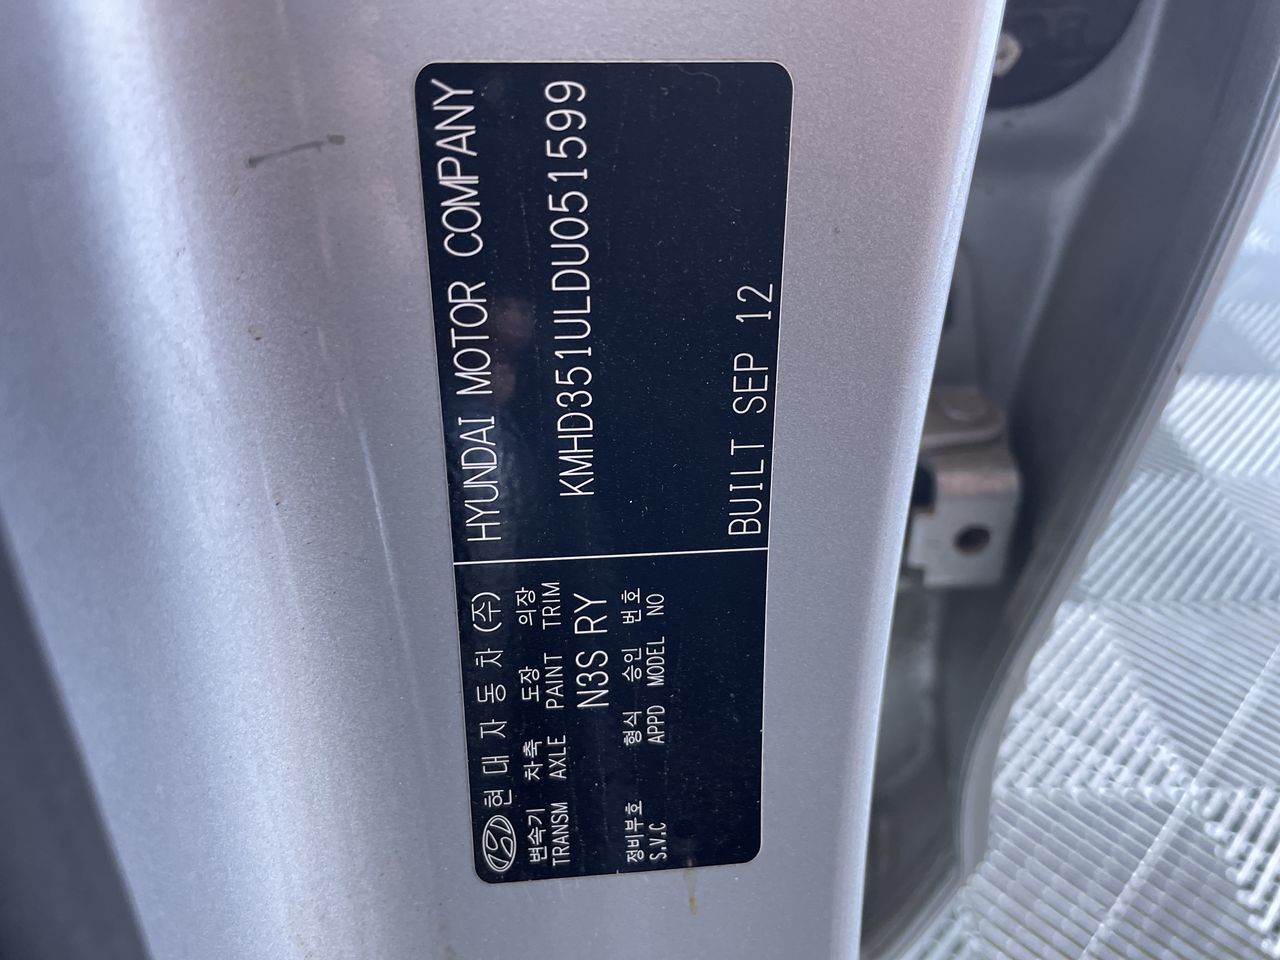 현대자동차(주) HYUNDAI MOTOR COMPANY
변속기 차축 도장 의장
TRANSM AXLE PAINT TRIM
KMHD351ULDU051599
N3S RY
정비부호 형식 승인 번호
S.V.C APPD MODEL NO
BUILT SEP 12